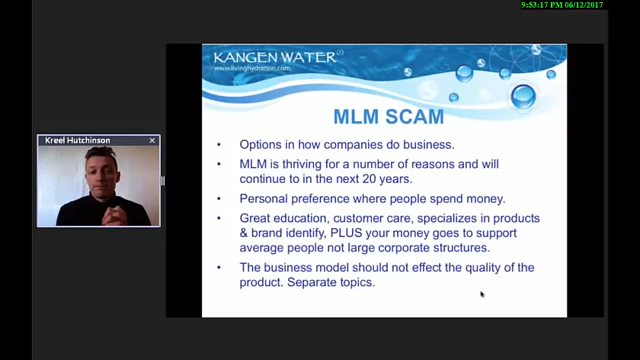 9:53:17 PM 06/12/2017
KANGEN WATER®
www.livinghydration.com
Kreel Hutchinson
MLM SCAM
• Options in how companies do business.
• MLM is thriving for a number of reasons and will
continue to in the next 20 years.
• Personal preference where people spend money.
• Great education, customer care, specializes in products
& brand identify, PLUS your money goes to support
average people not large corporate structures.
• The business model should not effect the quality of the
product. Separate topics.